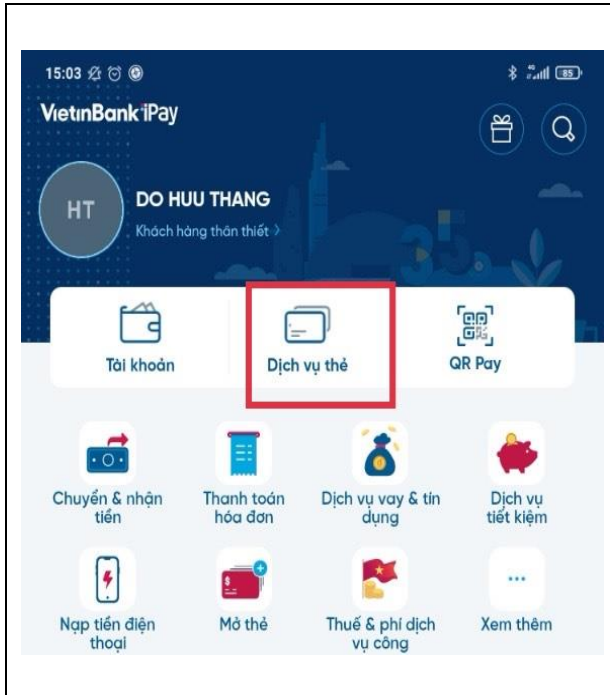 15:03
85
VietinBank iPay
HT
DO HUU THANG
Khách hàng thân thiết
35
Tài khoản
Dịch vụ thẻ
QR Pay
Chuyển & nhận
tiền
Thanh toán
hóa đơn
Dịch vụ vay & tín
dụng
Dịch vụ
tiết kiệm
Nạp tiền điện
thoại
Mở thẻ
Thuế & phí dịch
vụ công
Xem thêm